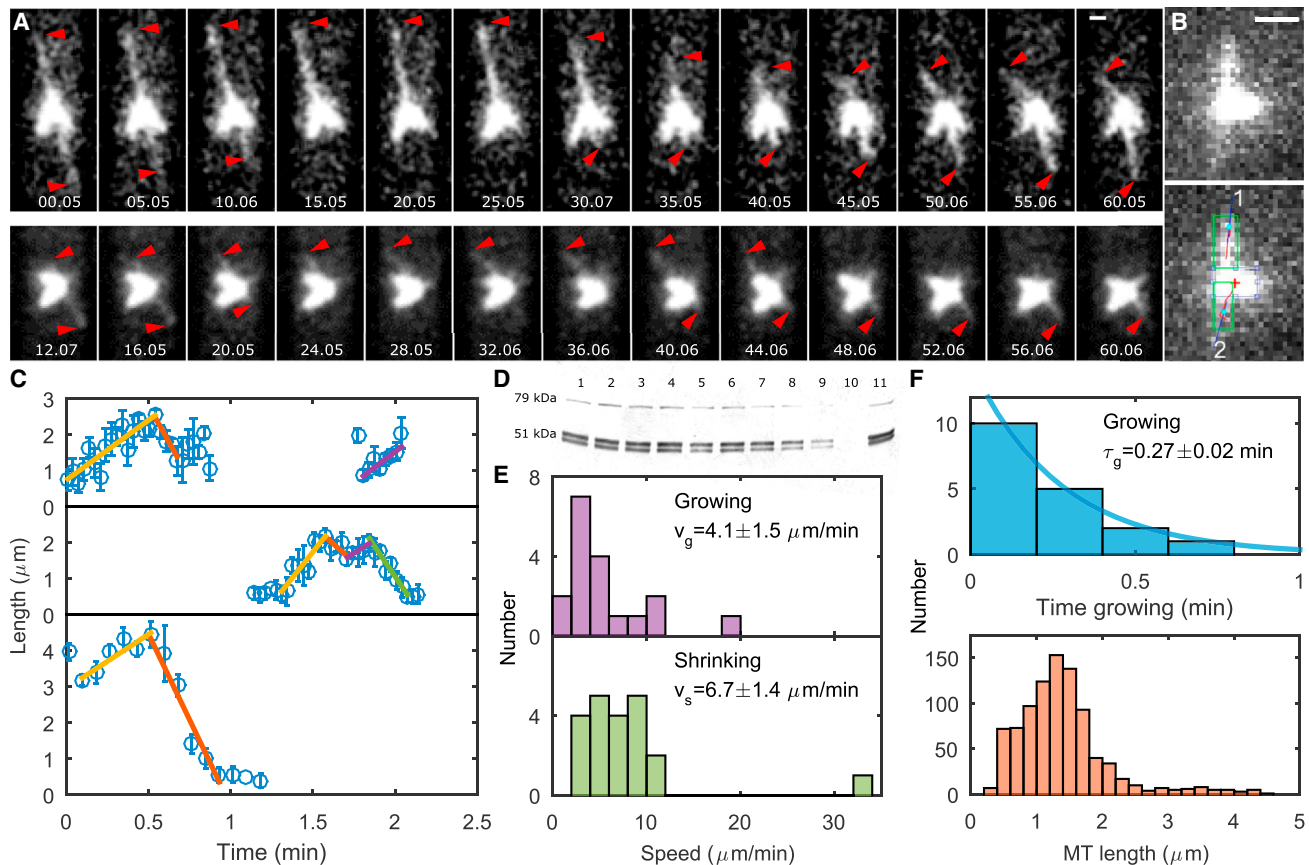 A
00.05 05.05 10.06 15.05 20.05 25.05 30.07 35.05 40.05 45.05 50.06 55.06 60.05
12.07 16.05 20.05 24.05 28.05 32.06 36.06 40.06 44.06 48.06 52.06 56.06 60.06
B
1
2
C
3
2
1
0
2
1
0
4
3
2
1
0
Length (μm)
0 0.5 1 1.5 2 2.5
Time (min)
D
1 2 3 4 5 6 7 8 9 10 11
79 kDa
51 kDa
E
8
4
0
Growing
v_g=4.1±1.5 μm/min
Number
4
0
Shrinking
v_s=6.7±1.4 μm/min
0 10 20 30
Speed (μm/min)
F
10
5
0
Growing
τ_g=0.27±0.02 min
0 0.5 1
Time growing (min)
Number
150
100
50
0
0 1 2 3 4 5
MT length (μm)